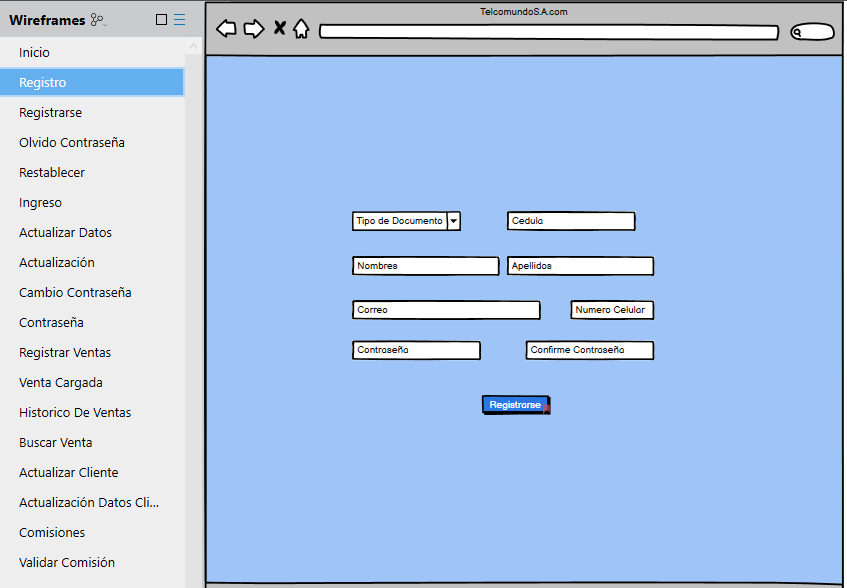 Wireframes
Inicio
Registro
Registrarse
Olvido Contraseña
Restablecer
Ingreso
Actualizar Datos
Actualización
Cambio Contraseña
Contraseña
Registrar Ventas
Venta Cargada
Historico De Ventas
Buscar Venta
Actualizar Cliente
Actualización Datos Cli...
Comisiones
Validar Comisión
TelcomundoS.A.com
Tipo de Documento
Cedula
Nombres
Apellidos
Correo
Numero Celular
Contraseña
Confirme Contraseña
Registrarse